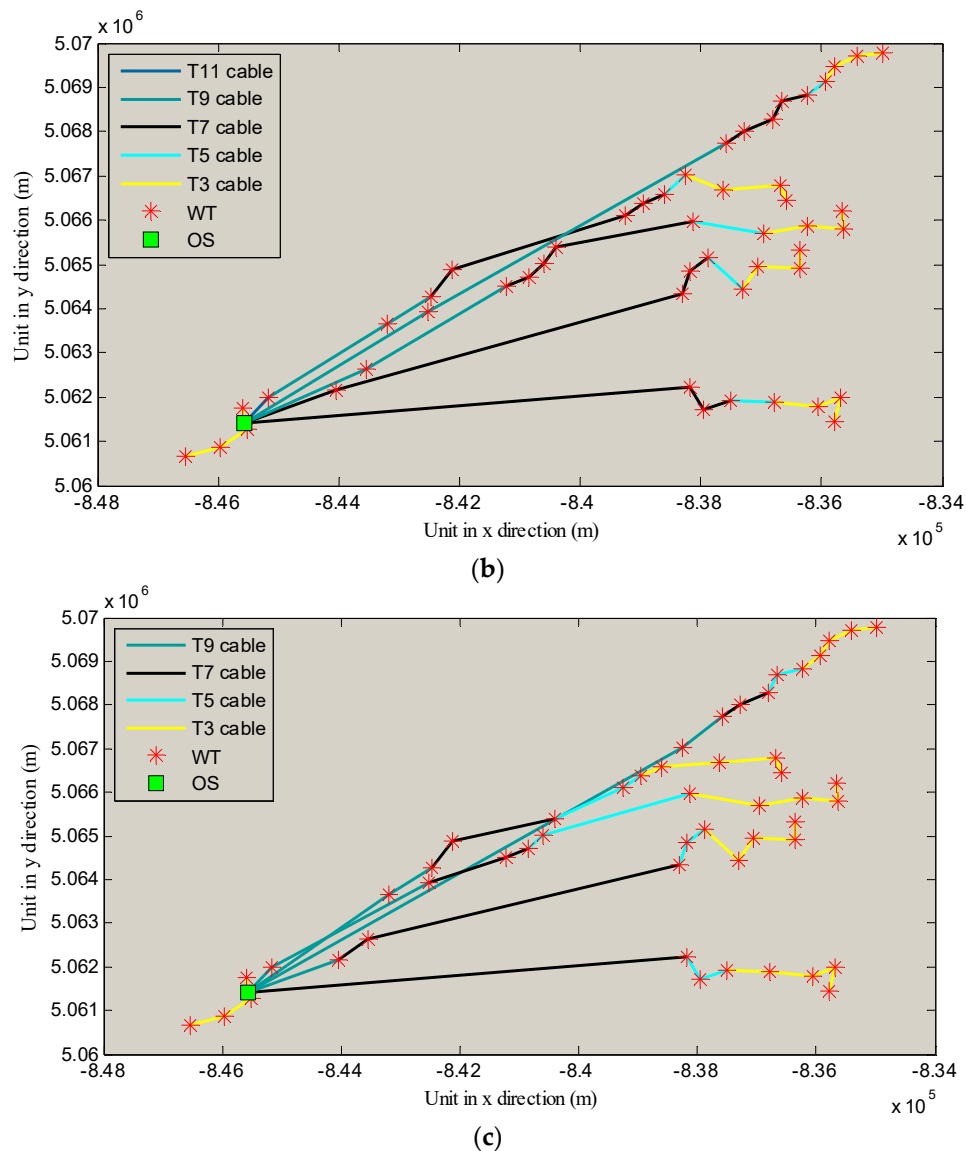 x 10^6
5.07
5.069
5.068
5.067
5.066
5.065
5.064
5.063
5.062
5.061
5.06
Unit in y direction (m)
T11 cable
T9 cable
T7 cable
T5 cable
T3 cable
WT
OS
-8.48 -8.46 -8.44 -8.42 -8.4 -8.38 -8.36 -8.34
Unit in x direction (m)
x 10^5
(b)
x 10^6
5.07
5.069
5.068
5.067
5.066
5.065
5.064
5.063
5.062
5.061
5.06
Unit in y direction (m)
T9 cable
T7 cable
T5 cable
T3 cable
WT
OS
-8.48 -8.46 -8.44 -8.42 -8.4 -8.38 -8.36 -8.34
Unit in x direction (m)
x 10^5
(c)